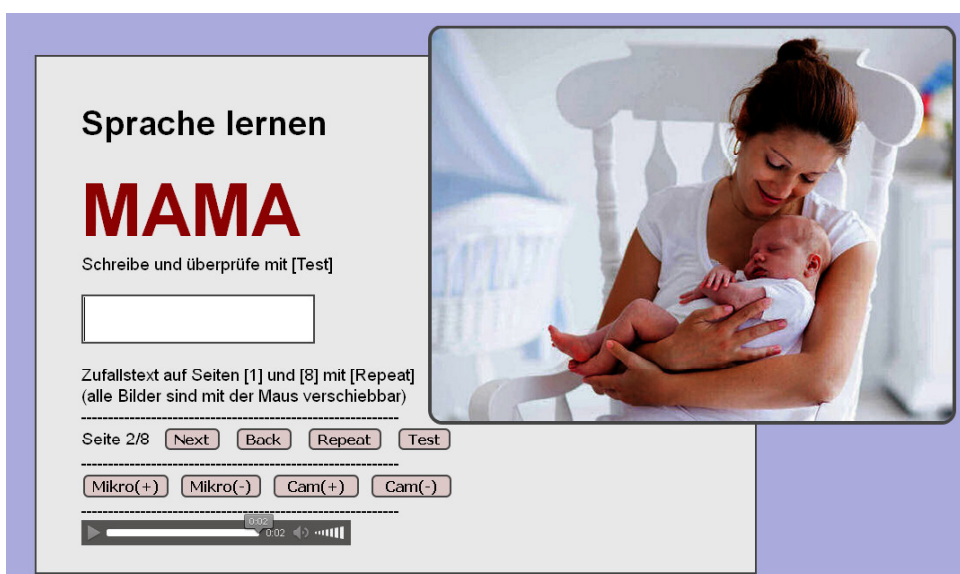 Sprache lernen
MAMA
Schreibe und überprüfe mit [Test]
Zufallstext auf Seiten [1] und [8] mit [Repeat]
(alle Bilder sind mit der Maus verschiebbar)
Seite 2/8 Next Back Repeat Test
Mikro(+) Mikro(-) Cam(+) Cam(-)
0:02
0:02